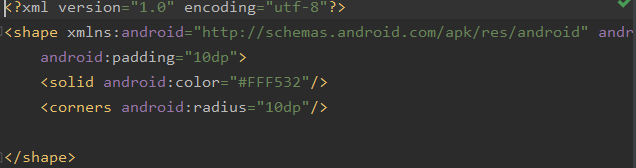 <?xml version="1.0" encoding="utf-8"?>
<shape xmlns:android="http://schemas.android.com/apk/res/android" andr
android:padding="10dp">
<solid android:color="#FFF532"/>
<corners android:radius="10dp"/>
</shape>